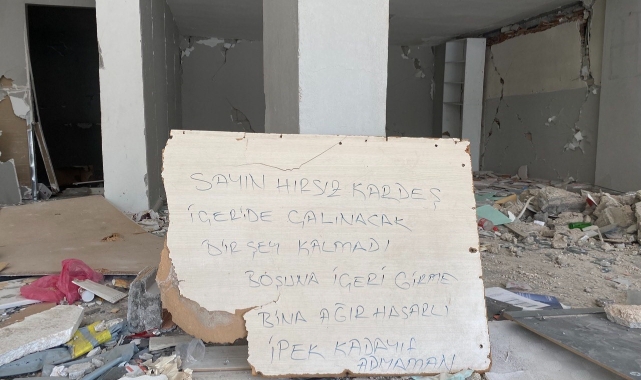 SAYIN HIRSIZ KARDEŞ
İÇERİDE ÇALINACAK
BİR ŞEY KALMADI
BOŞUNA İÇERİ GİRME
BİNA AĞIR HASARLI
İPEK KADAYIF
ADIYAMAN